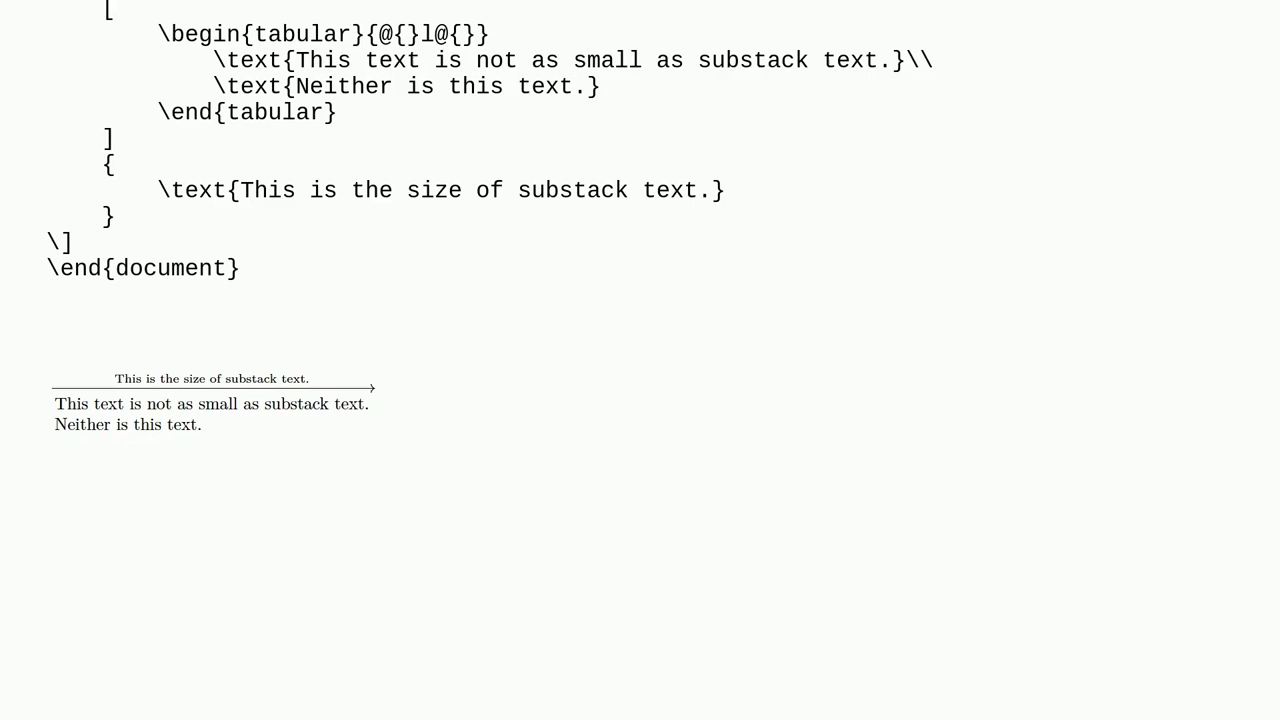 [
\begin{tabular}{@{}l@{}}
\text{This text is not as small as substack text.}\\
\text{Neither is this text.}
\end{tabular}
]
{
\text{This is the size of substack text.}
}
\]
\end{document}
This is the size of substack text.
This text is not as small as substack text.
Neither is this text.